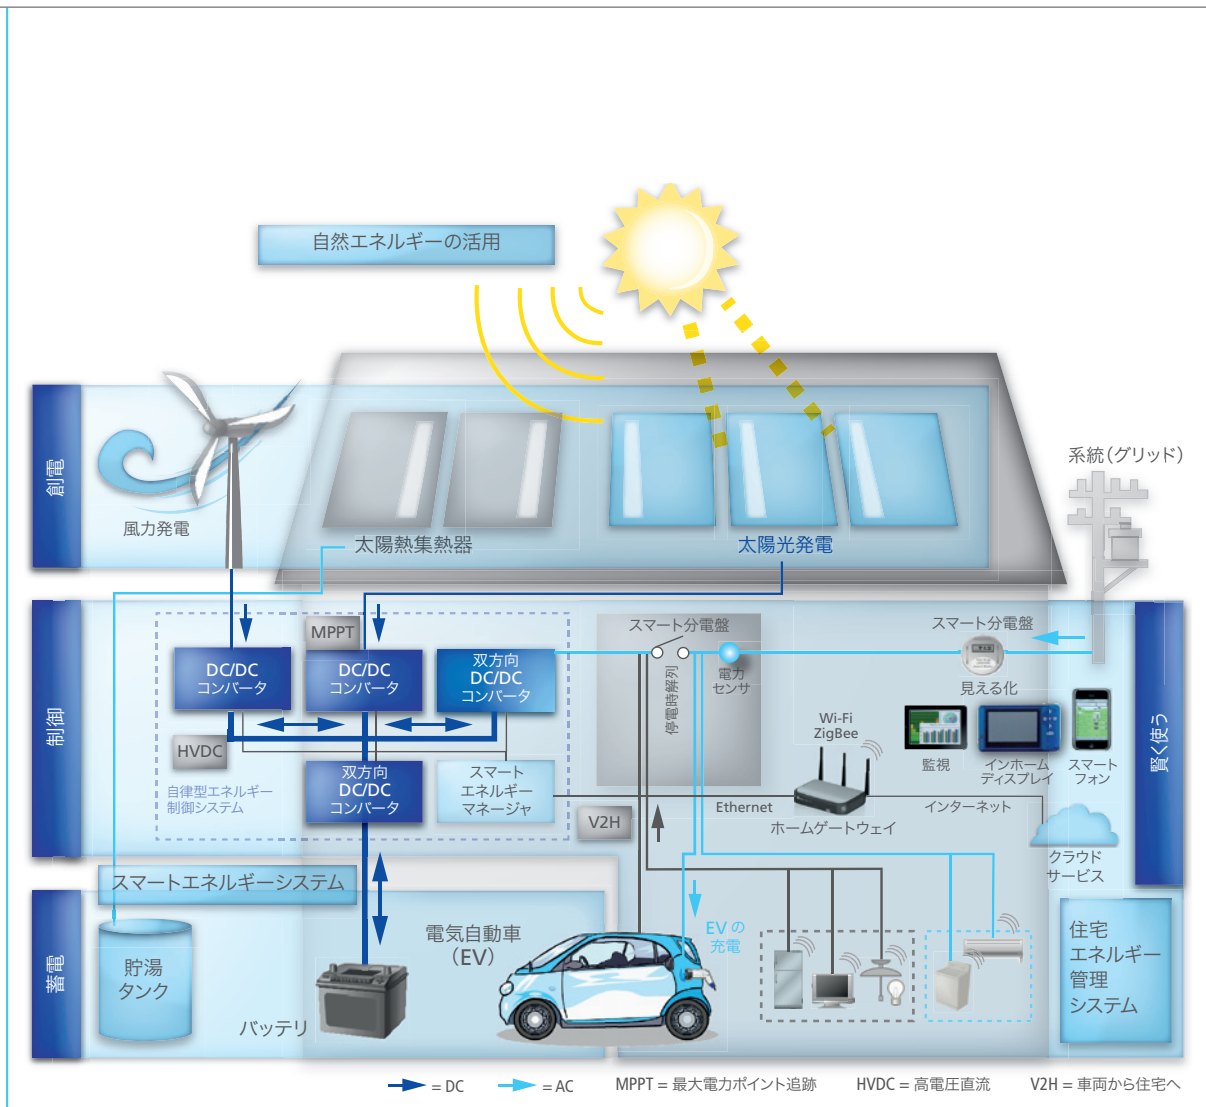 自然エネルギーの活用
創電
風力発電
太陽熱集熱器
太陽光発電
系統(グリッド)
制御
MPPT
DC/DC
コンバータ
DC/DC
コンバータ
双方向
DC/DC
コンバータ
HVDC
自律型エネルギー
制御システム
双方向
DC/DC
コンバータ
スマート
エネルギー
マネージャ
スマート分電盤
停電時解列
電力
センサ
スマート分電盤
見える化
Wi-Fi
ZigBee
監視
インホーム
ディスプレイ
スマート
フォン
賢く使う
Ethernet
ホームゲートウェイ
インターネット
クラウド
サービス
V2H
スマートエネルギーシステム
蓄電
貯湯
タンク
バッテリ
電気自動車
(EV)
EVの
充電
住宅
エネルギー
管理
システム
= DC
= AC
MPPT = 最大電力ポイント追跡
HVDC = 高電圧直流
V2H = 車両から住宅へ